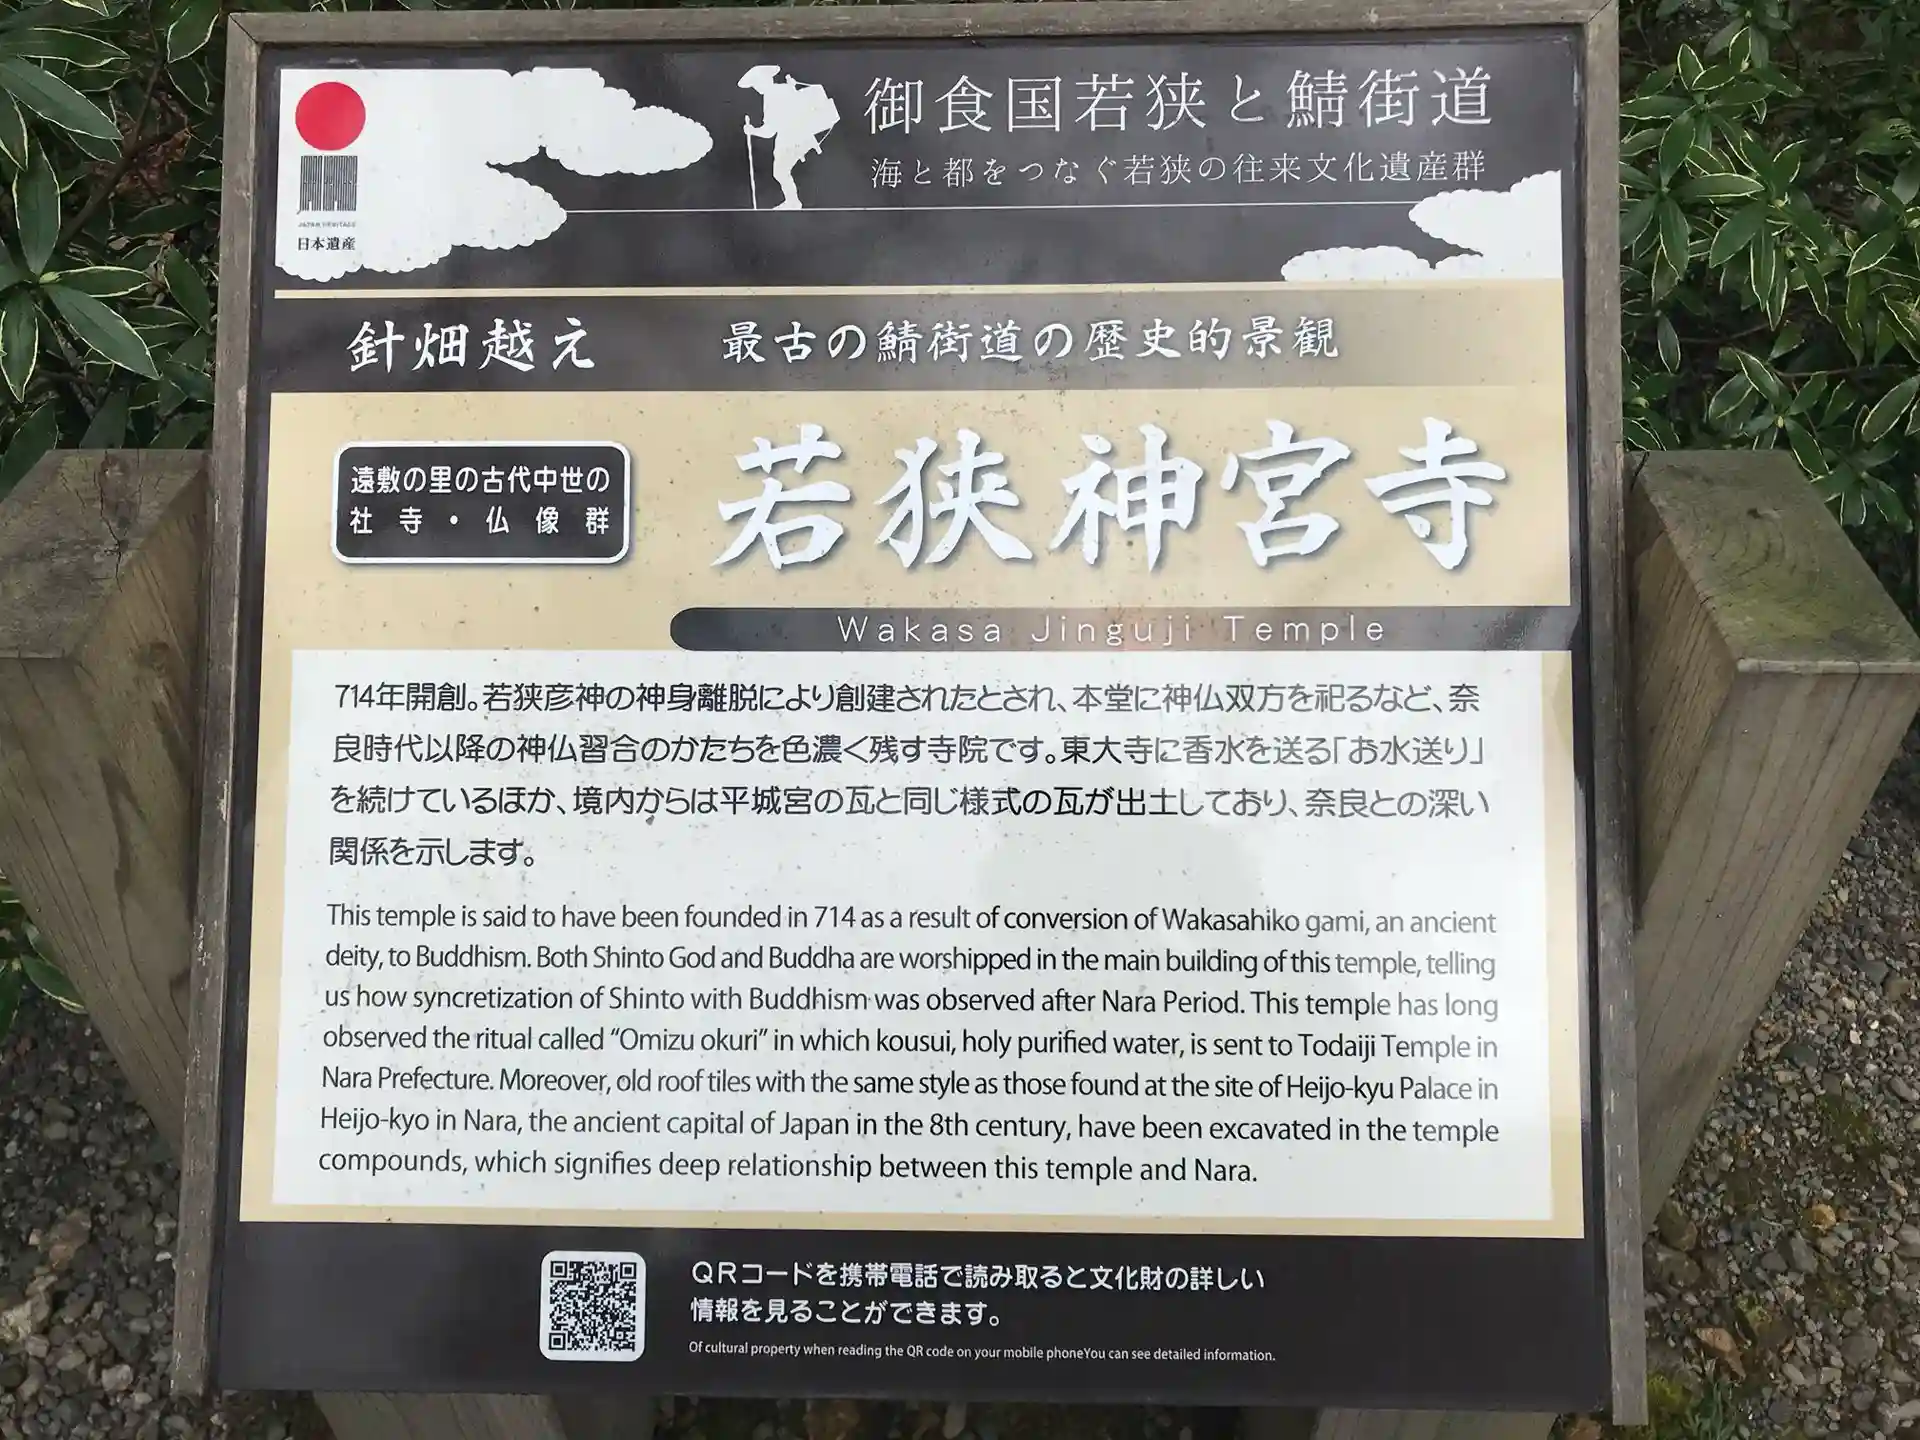 御食国若狭と鯖街道
海と都をつなぐ若狭の往来文化遺産群
JAPAN HERITAGE
日本遺産
針畑越え
最古の鯖街道の歴史的景観
遠敷の里の古代中世の
社寺・仏像群
若狭神宮寺
Wakasa Jinguji Temple
714年開創。若狭彦神の神身離脱により創建されたとされ、本堂に神仏双方を祀るなど、奈
良時代以降の神仏習合のかたちを色濃く残す寺院です。東大寺に香水を送る「お水送り」
を続けているほか、境内からは平城宮の瓦と同じ様式の瓦が出土しており、奈良との深い
関係を示します。
This temple is said to have been founded in 714 as a result of conversion of Wakasahiko gami, an ancient
deity, to Buddhism. Both Shinto God and Buddha are worshipped in the main building of this temple, telling
us how syncretization of Shinto with Buddhism was observed after Nara Period. This temple has long
observed the ritual called “Omizu okuri” in which kousui, holy purified water, is sent to Todaiji Temple in
Nara Prefecture. Moreover, old roof tiles with the same style as those found at the site of Heijo-kyu Palace in
Heijo-kyo in Nara, the ancient capital of Japan in the 8th century, have been excavated in the temple
compounds, which signifies deep relationship between this temple and Nara.
QRコードを携帯電話で読み取ると文化財の詳しい
情報を見ることができます。
Of cultural property when reading the QR code on your mobile phoneYou can see detailed information.